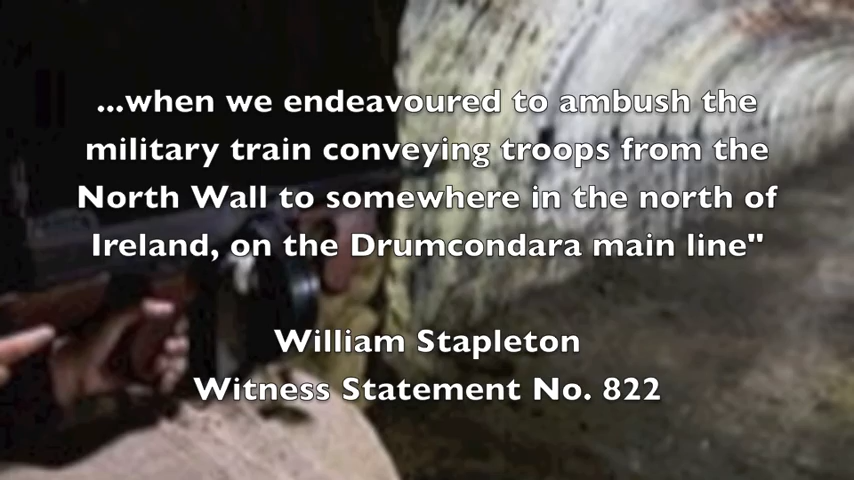 ...when we endeavoured to ambush the
military train conveying troops from the
North Wall to somewhere in the north of
Ireland, on the Drumcondara main line"
William Stapleton
Witness Statement No. 822